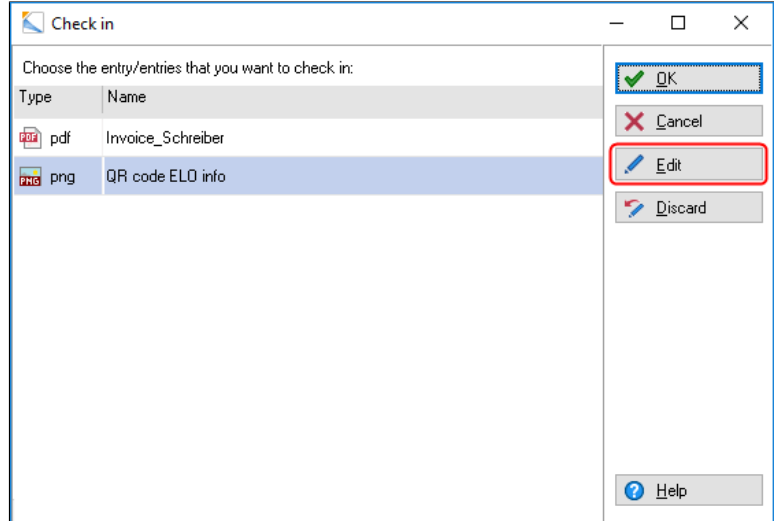 Check in
Choose the entry/entries that you want to check in:
Type Name
PDF pdf Invoice_Schreiber
PNG png QR code ELO info
OK
Cancel
Edit
Discard
Help